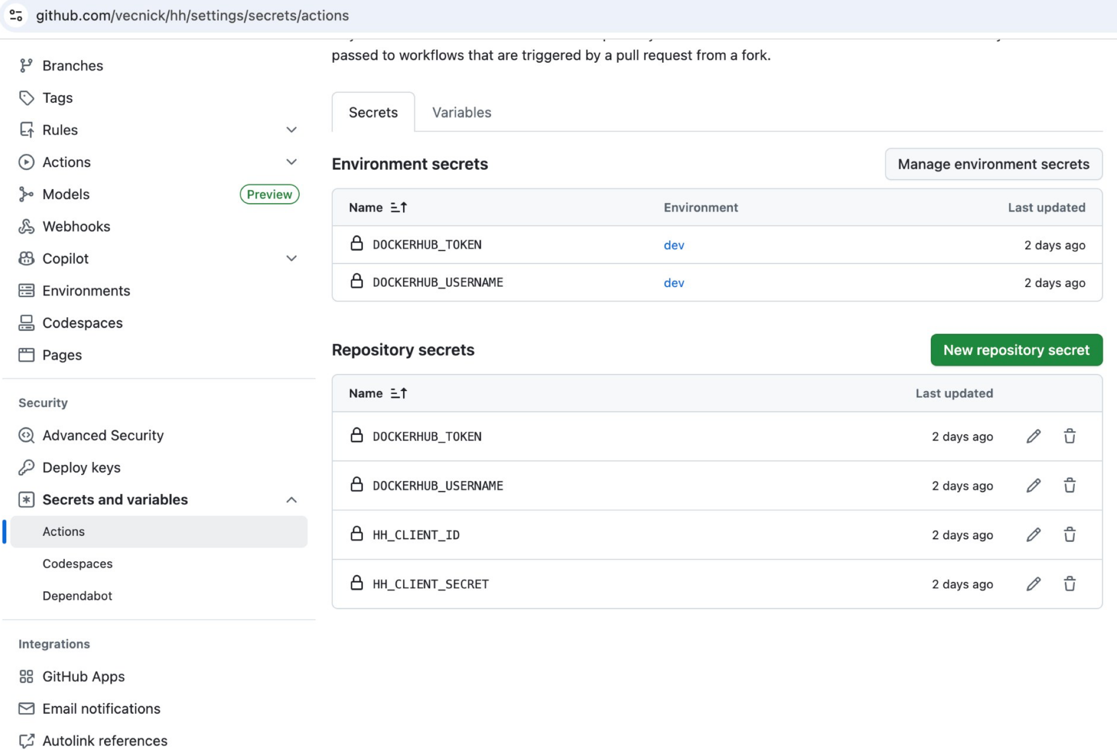 github.com/vecnick/hh/settings/secrets/actions
Branches
Tags
Rules
Actions
Models Preview
Webhooks
Copilot
Environments
Codespaces
Pages
Security
Advanced Security
Deploy keys
Secrets and variables
Actions
Codespaces
Dependabot
Integrations
GitHub Apps
Email notifications
Autolink references
passed to workflows that are triggered by a pull request from a fork.
Secrets Variables
Environment secrets Manage environment secrets
Name Environment Last updated
DOCKERHUB_TOKEN dev 2 days ago
DOCKERHUB_USERNAME dev 2 days ago
Repository secrets New repository secret
Name Last updated
DOCKERHUB_TOKEN 2 days ago
DOCKERHUB_USERNAME 2 days ago
HH_CLIENT_ID 2 days ago
HH_CLIENT_SECRET 2 days ago